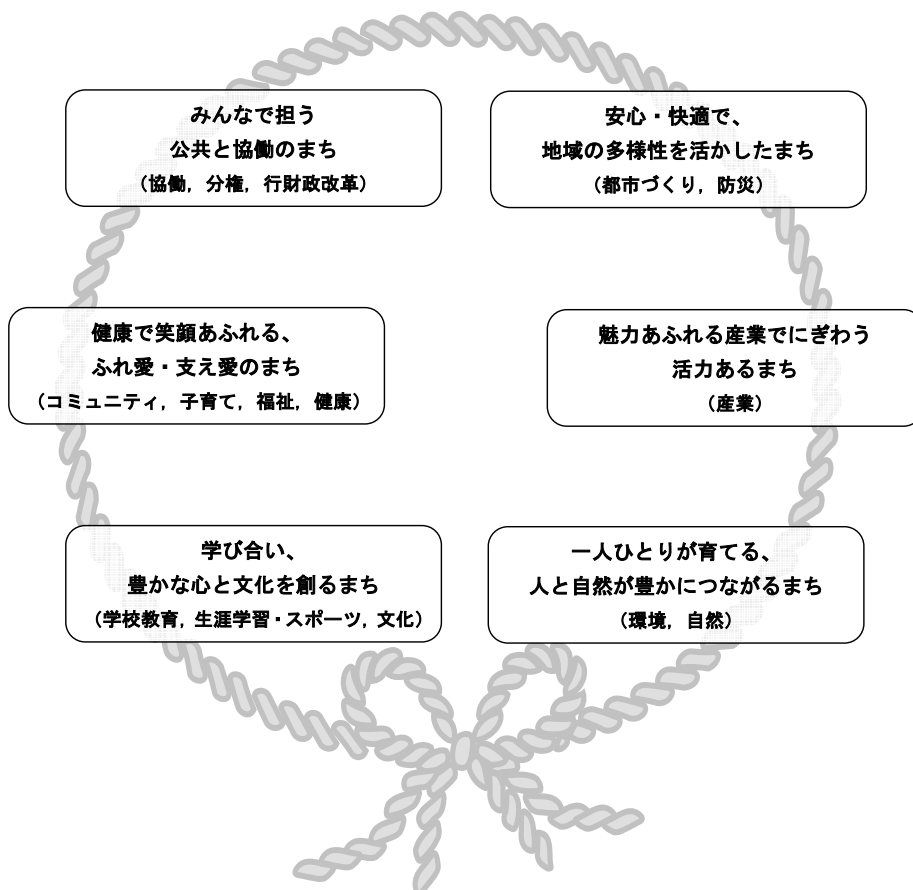 みんなで担う
公共と協働のまち
（協働，分権，行財政改革）
安心・快適で、
地域の多様性を活かしたまち
（都市づくり，防災）
健康で笑顔あふれる、
ふれ愛・支え愛のまち
（コミュニティ，子育て，福祉，健康）
魅力あふれる産業でにぎわう
活力あるまち
（産業）
学び合い、
豊かな心と文化を創るまち
（学校教育，生涯学習・スポーツ，文化）
一人ひとりが育てる、
人と自然が豊かにつながるまち
（環境，自然）